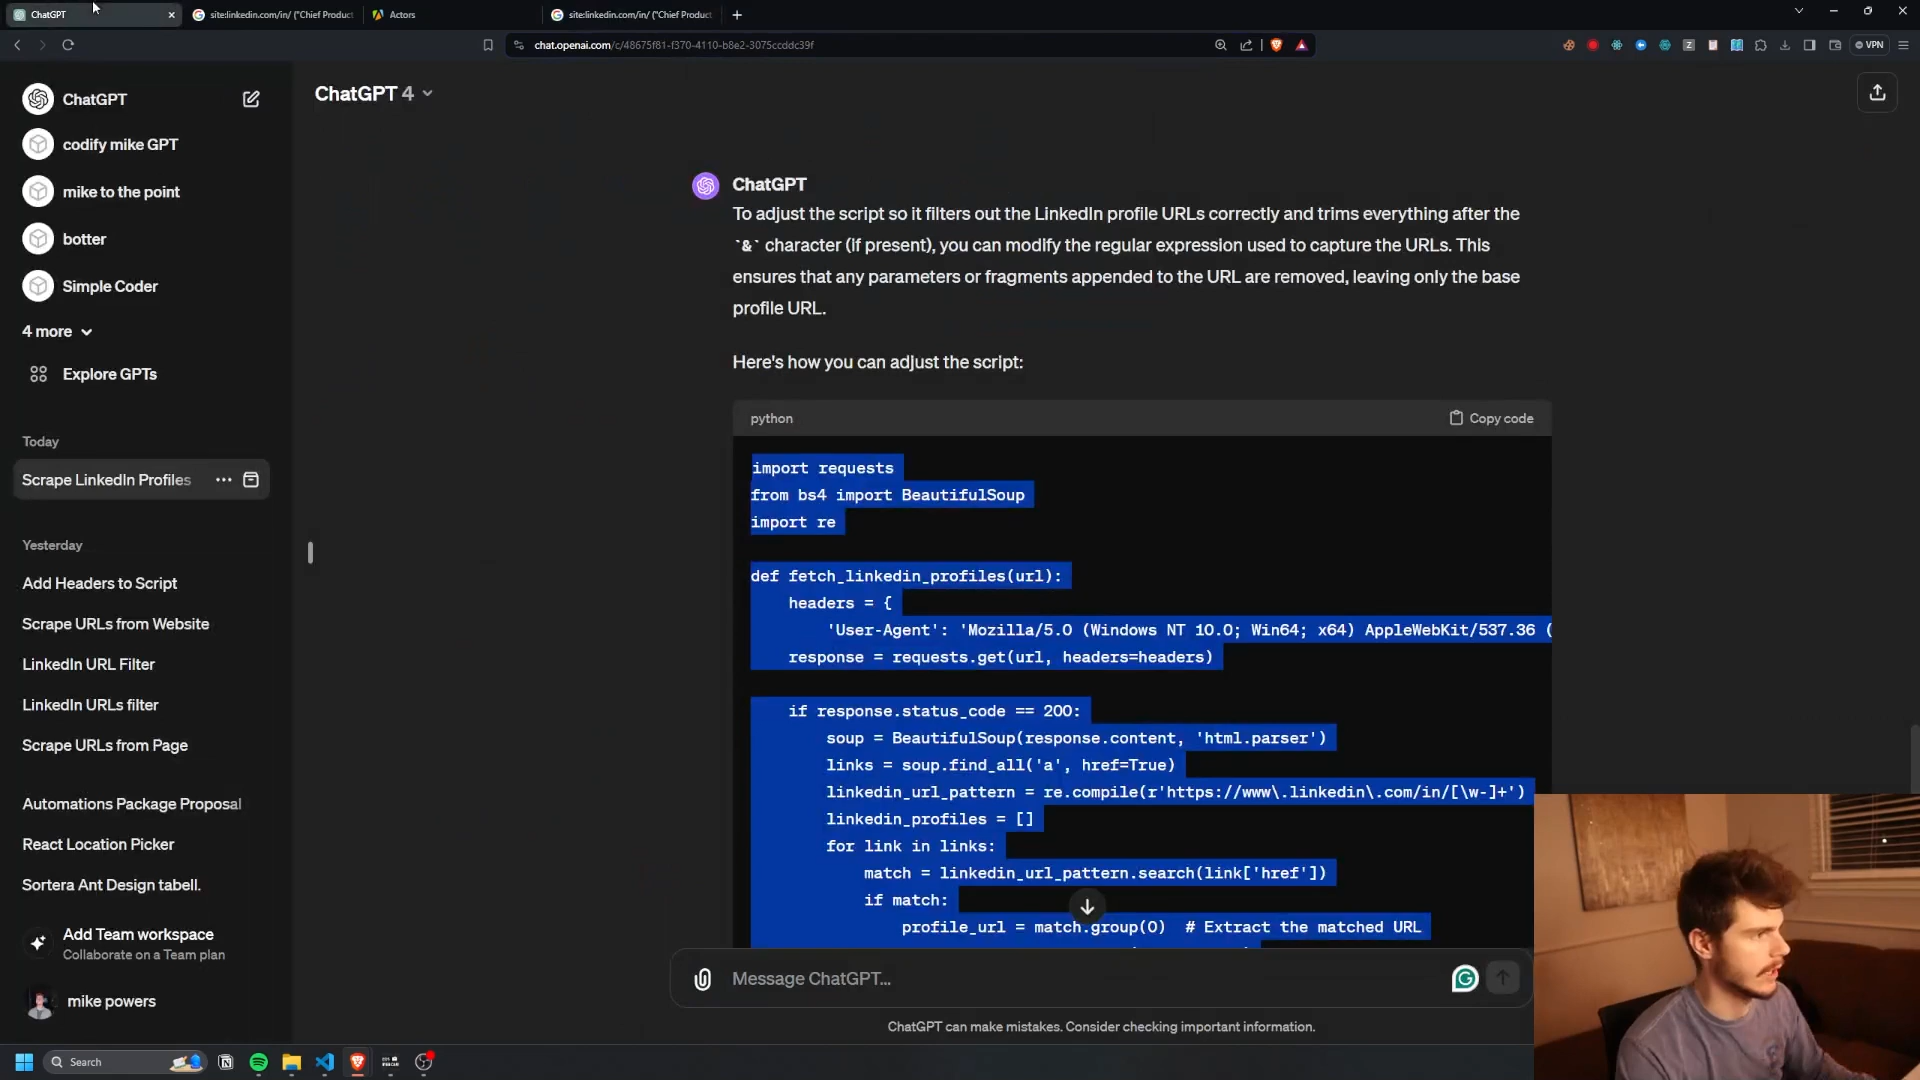 ChatGPT
site:linkedin.com/in/ ("Chief Product
Actors
site:linkedin.com/in/ ("Chief Product
chat.openai.com/c/48675f81-f370-4110-b8e2-3075ccddc39f
VPN
ChatGPT
codify mike GPT
mike to the point
botter
Simple Coder
4 more
Explore GPTs
Today
Scrape LinkedIn Profiles
Yesterday
Add Headers to Script
Scrape URLs from Website
LinkedIn URL Filter
LinkedIn URLs filter
Scrape URLs from Page
Automations Package Proposal
React Location Picker
Sortera Ant Design tabell.
Add Team workspace
Collaborate on a Team plan
mike powers
ChatGPT 4
ChatGPT
To adjust the script so it filters out the LinkedIn profile URLs correctly and trims everything after the
`&` character (if present), you can modify the regular expression used to capture the URLs. This
ensures that any parameters or fragments appended to the URL are removed, leaving only the base
profile URL.
Here's how you can adjust the script:
python
Copy code
import requests
from bs4 import BeautifulSoup
import re
def fetch_linkedin_profiles(url):
headers = {
'User-Agent': 'Mozilla/5.0 (Windows NT 10.0; Win64; x64) AppleWebKit/537.36 (
response = requests.get(url, headers=headers)
if response.status_code == 200:
soup = BeautifulSoup(response.content, 'html.parser')
links = soup.find_all('a', href=True)
linkedin_url_pattern = re.compile(r'https://www\.linkedin\.com/in/[\w-]+')
linkedin_profiles = []
for link in links:
match = linkedin_url_pattern.search(link['href'])
if match:
profile_url = match.group(0)  # Extract the matched URL
Message ChatGPT...
ChatGPT can make mistakes. Consider checking important information.
Search